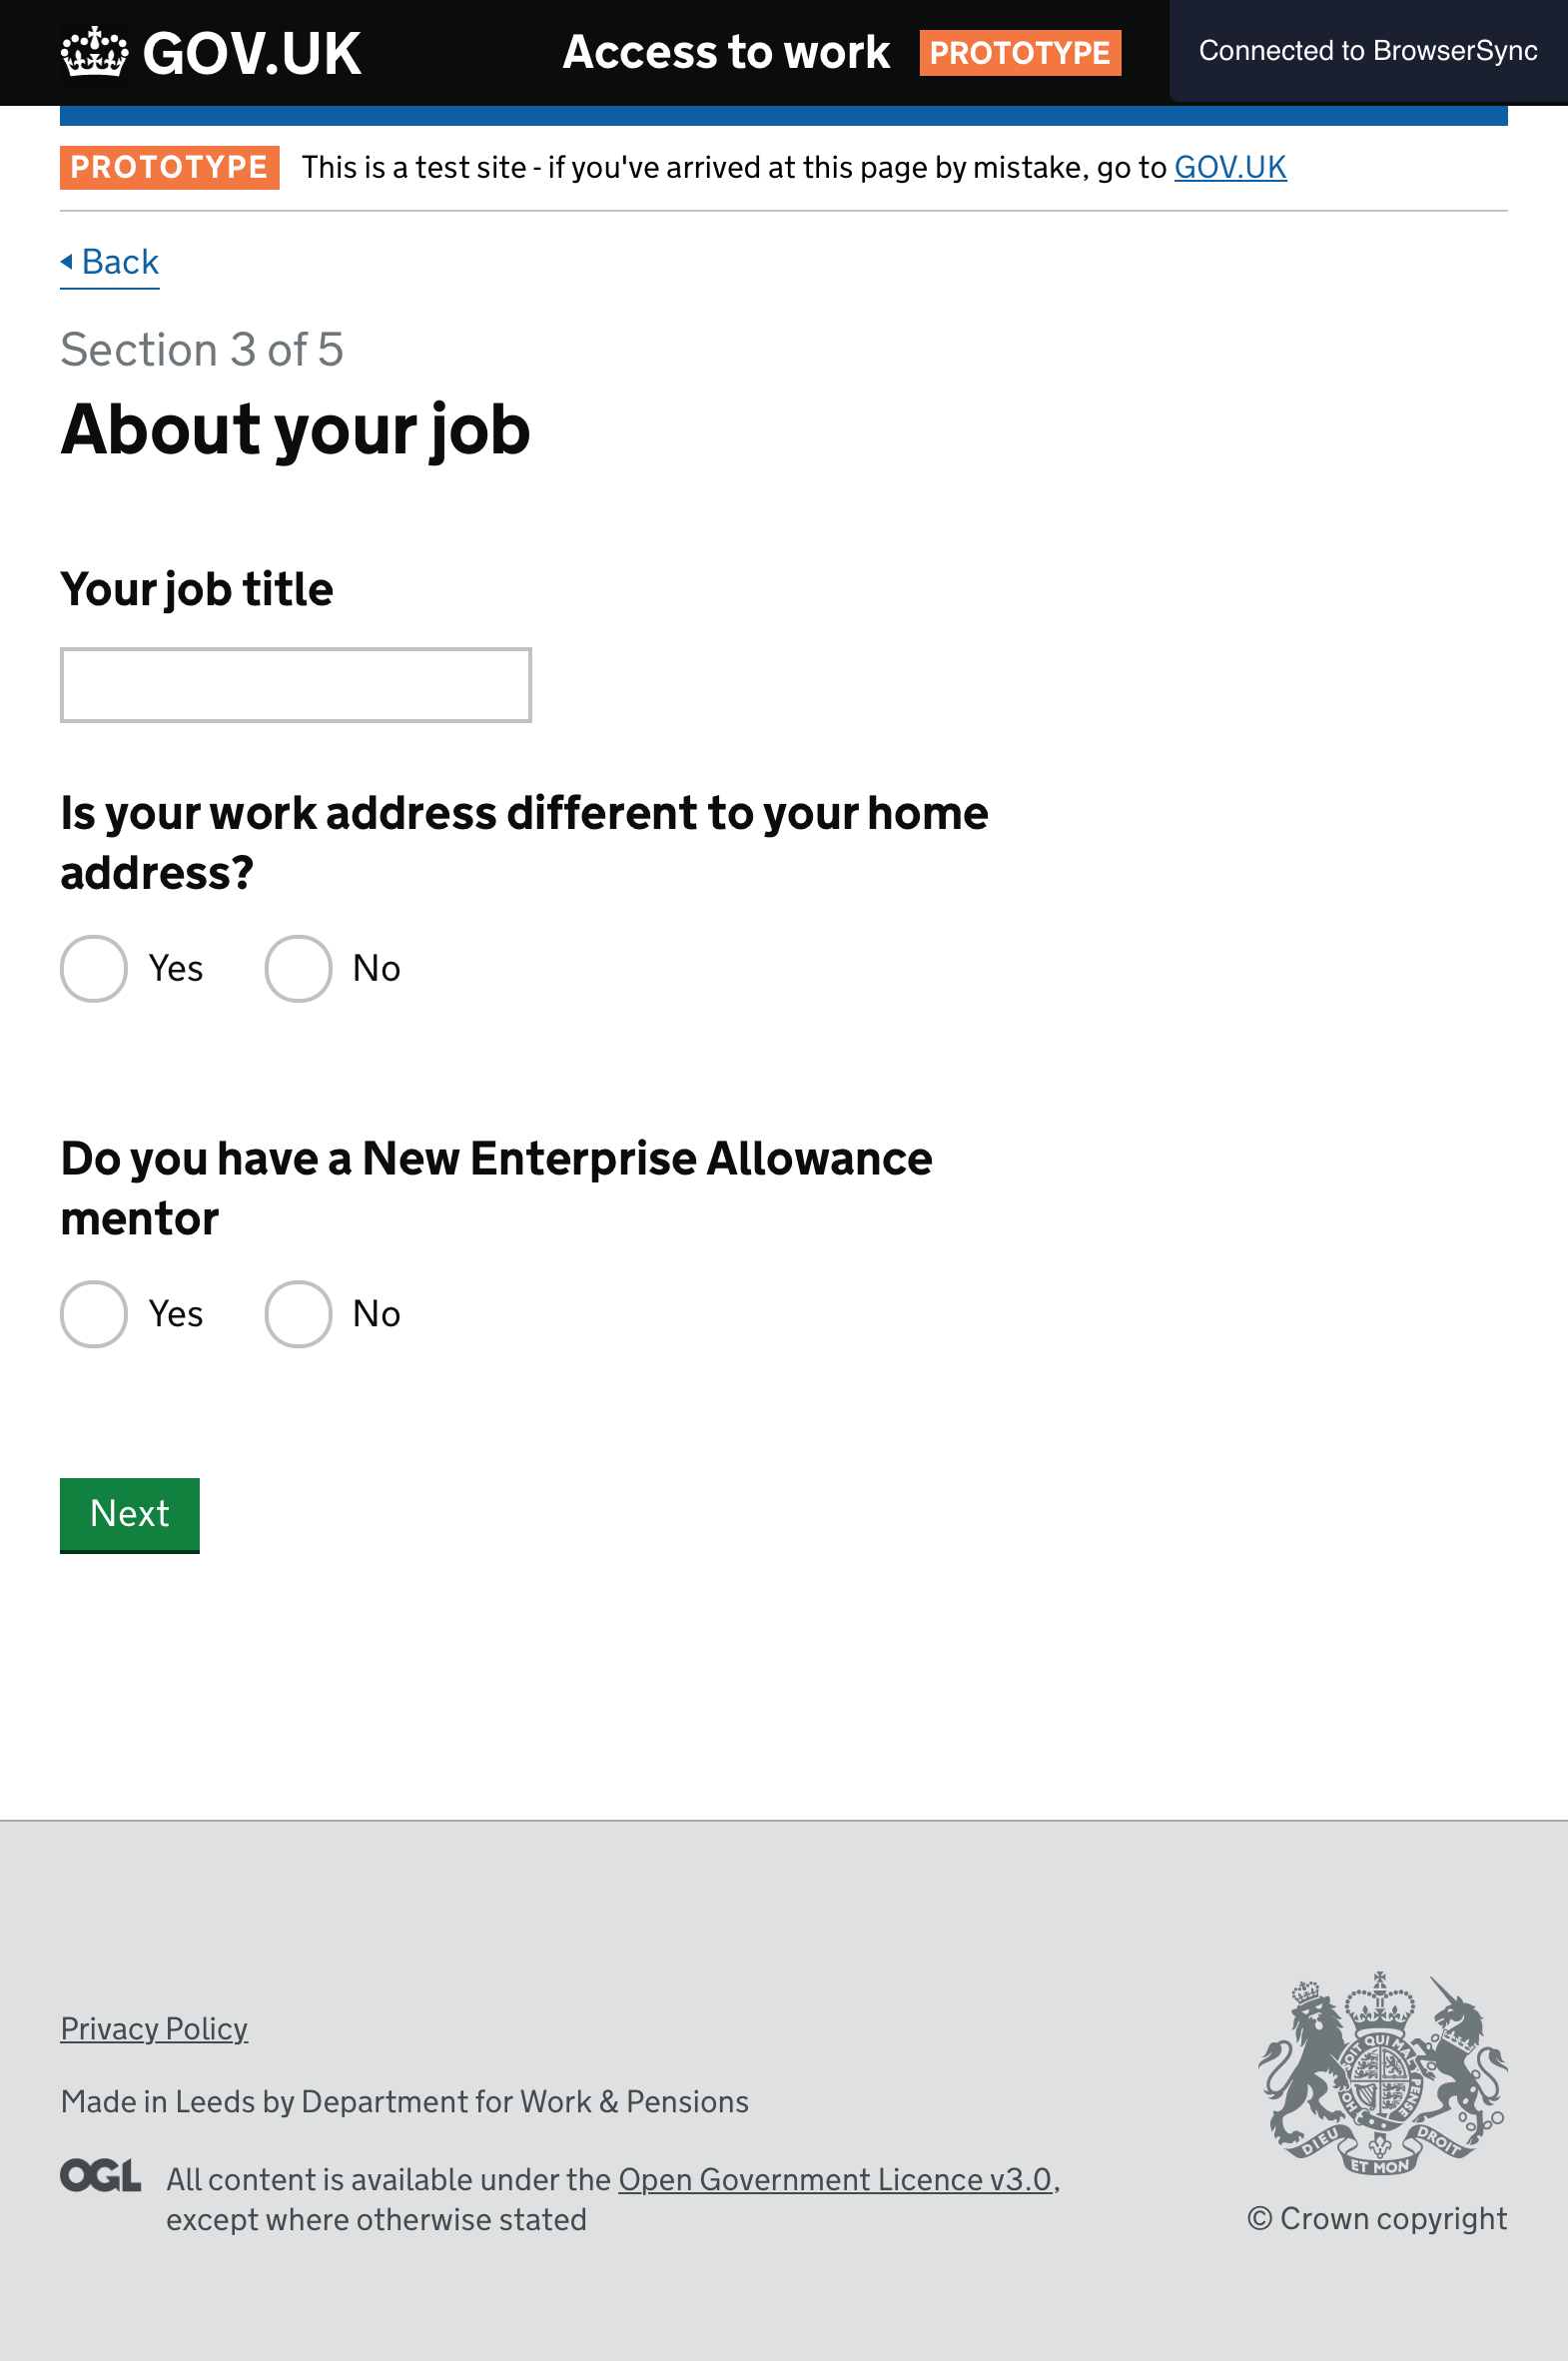 GOV.UK
Access to work PROTOTYPE
Connected to BrowserSync
PROTOTYPE This is a test site - if you've arrived at this page by mistake, go to GOV.UK
Back
Section 3 of 5
About your job
Your job title
Is your work address different to your home
address?
Yes No
Do you have a New Enterprise Allowance
mentor
Yes No
Next
Privacy Policy
Made in Leeds by Department for Work & Pensions
OGL All content is available under the Open Government Licence v3.0,
except where otherwise stated
DIEU ET MON DROIT
© Crown copyright